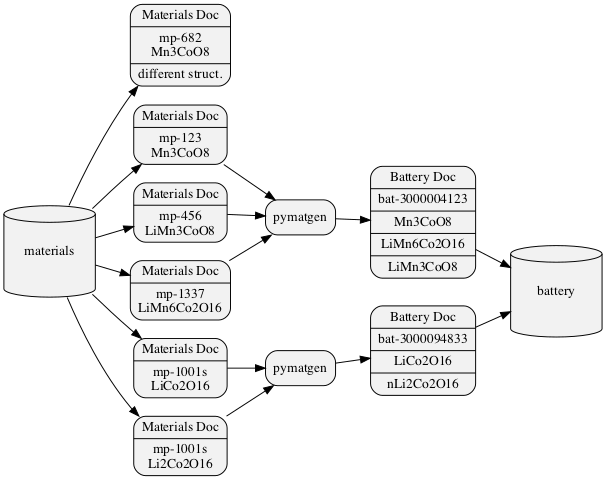 materials
Materials Doc
mp-682
Mn3CoO8
different struct.
Materials Doc
mp-123
Mn3CoO8
Materials Doc
mp-456
LiMn3CoO8
Materials Doc
mp-1337
LiMn6Co2O16
Materials Doc
mp-1001s
LiCo2O16
Materials Doc
mp-1001s
Li2Co2O16
pymatgen
pymatgen
Battery Doc
bat-3000004123
Mn3CoO8
LiMn6Co2O16
LiMn3CoO8
Battery Doc
bat-3000094833
LiCo2O16
nLi2Co2O16
battery